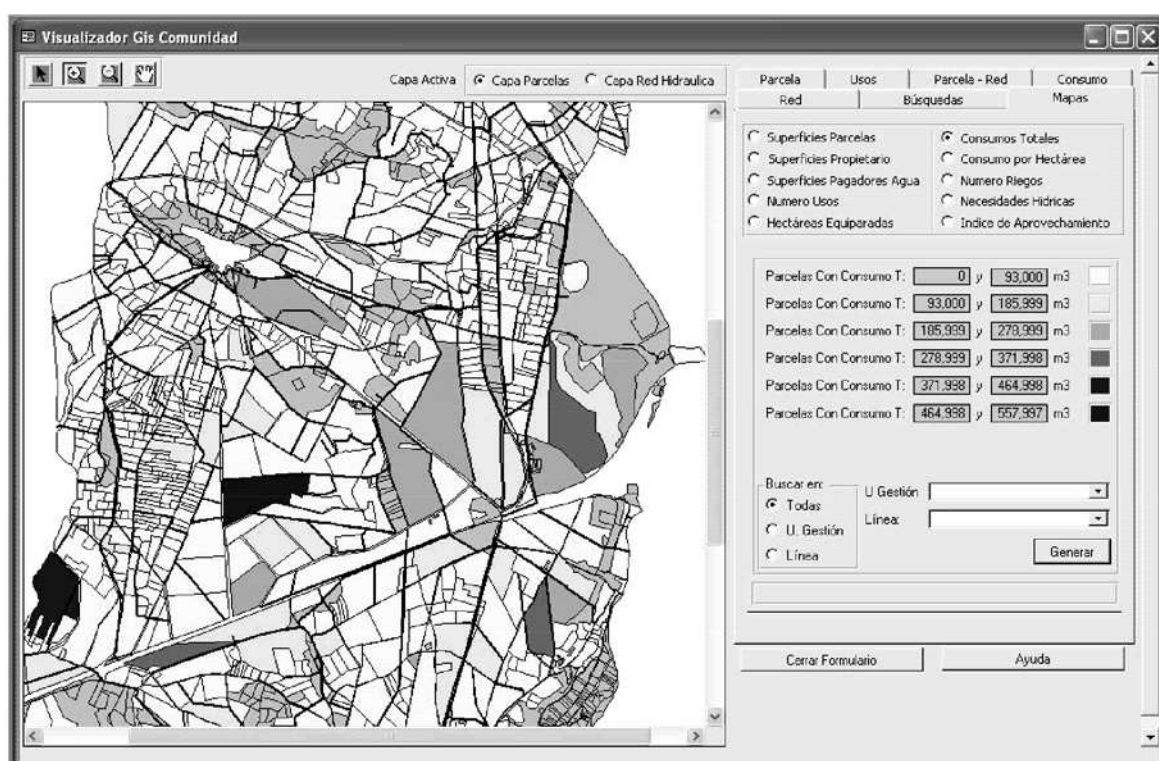 Visualizador Gis Comunidad
Capa Activa Capa Parcelas Capa Red Hidraulica
Parcela Usos Parcela - Red Consumo
Red Búsquedas Mapas
Superficies Parcelas Consumos Totales
Superficies Propietario Consumo por Hectárea
Superficies Pagadores Agua Numero Riegos
Numero Usos Necesidades Hidricas
Hectáreas Equiparadas Indice de Aprovechamiento
Parcelas Con Consumo T: 0 y 93,000 m3
Parcelas Con Consumo T: 93,000 y 185,999 m3
Parcelas Con Consumo T: 185,999 y 278,999 m3
Parcelas Con Consumo T: 278,999 y 371,998 m3
Parcelas Con Consumo T: 371,998 y 464,998 m3
Parcelas Con Consumo T: 464,998 y 557,997 m3
Buscar en: U Gestión
Todas
Línea:
U. Gestión
Línea
Generar
Cerrar Formulario Ayuda